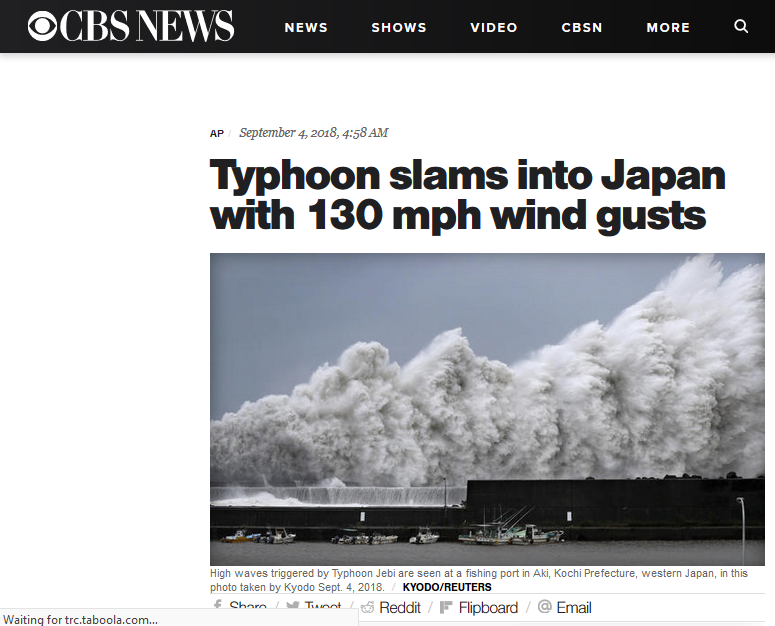 CBS NEWS NEWS SHOWS VIDEO CBSN MORE
AP / September 4, 2018, 4:58 AM
Typhoon slams into Japan
with 130 mph wind gusts
High waves triggered by Typhoon Jebi are seen at a fishing port in Aki, Kochi Prefecture, western Japan, in this
photo taken by Kyodo Sept. 4, 2018. / KYODO/REUTERS
Share / Tweet / Reddit / Flipboard / @ Email
Waiting for trc.taboola.com...